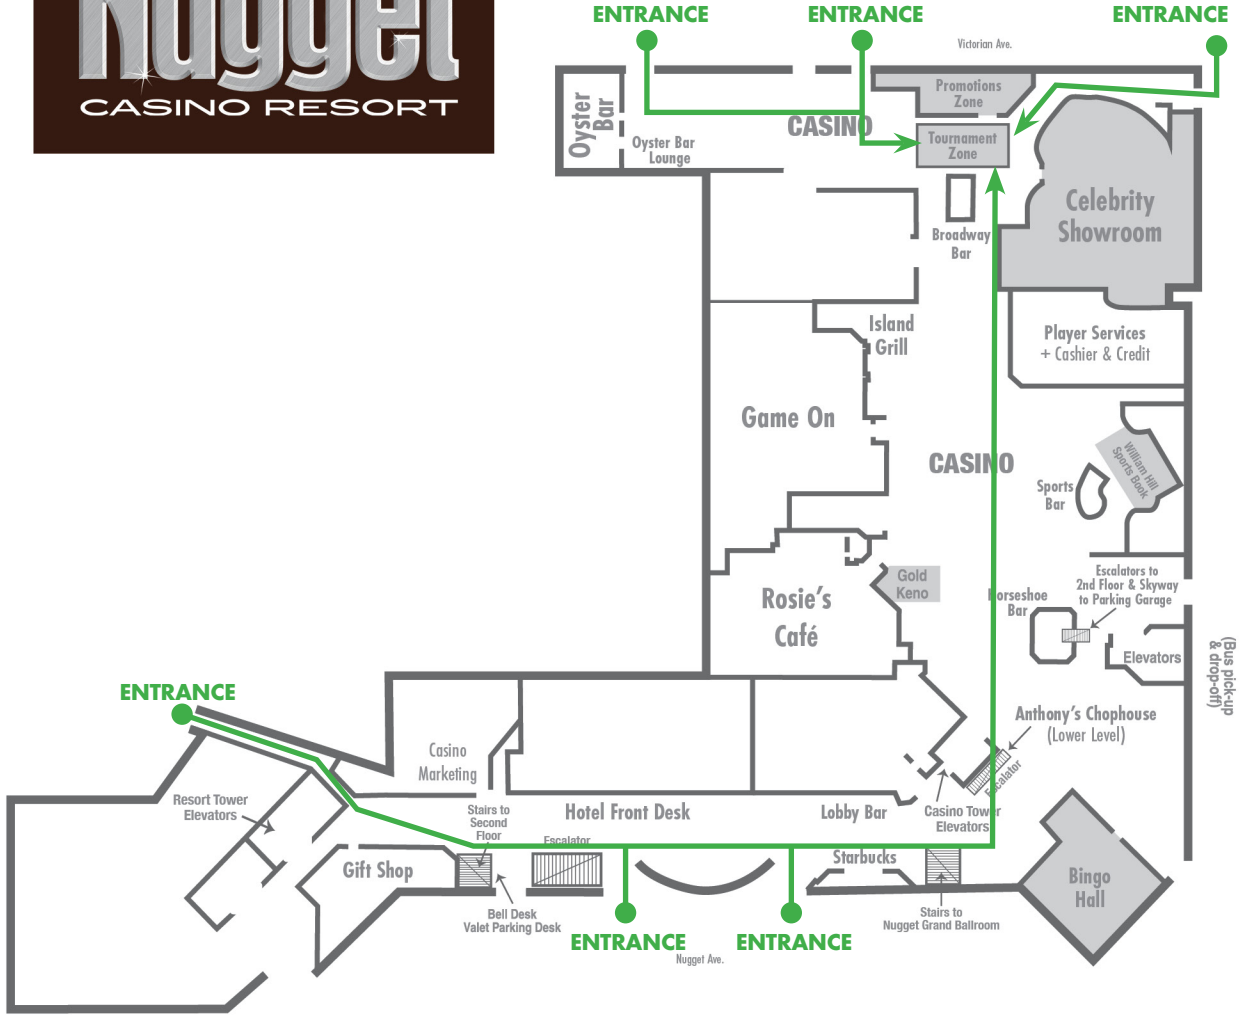 Nugget
CASINO RESORT
ENTRANCE
ENTRANCE
ENTRANCE
Victorian Ave.
Oyster
Bar
Oyster Bar
Lounge
CASINO
Promotions
Zone
Tournament
Zone
Celebrity
Showroom
Broadway
Bar
Island
Grill
Player Services
+ Cashier & Credit
Game On
CASINO
William Hill
Sports Book
Sports
Bar
Escalators to
2nd Floor & Skyway
to Parking Garage
Gold
Keno
Horseshoe
Bar
Rosie's
Café
Elevators
(Bus pick-up
& drop-off)
ENTRANCE
Anthony's Chophouse
(Lower Level)
Escalator
Casino
Marketing
Resort Tower
Elevators
Stairs to
Second
Floor
Hotel Front Desk
Lobby Bar
Casino Tower
Elevators
Escalator
Gift Shop
Starbucks
Bingo
Hall
Bell Desk
Valet Parking Desk
Stairs to
Nugget Grand Ballroom
ENTRANCE
ENTRANCE
Nugget Ave.